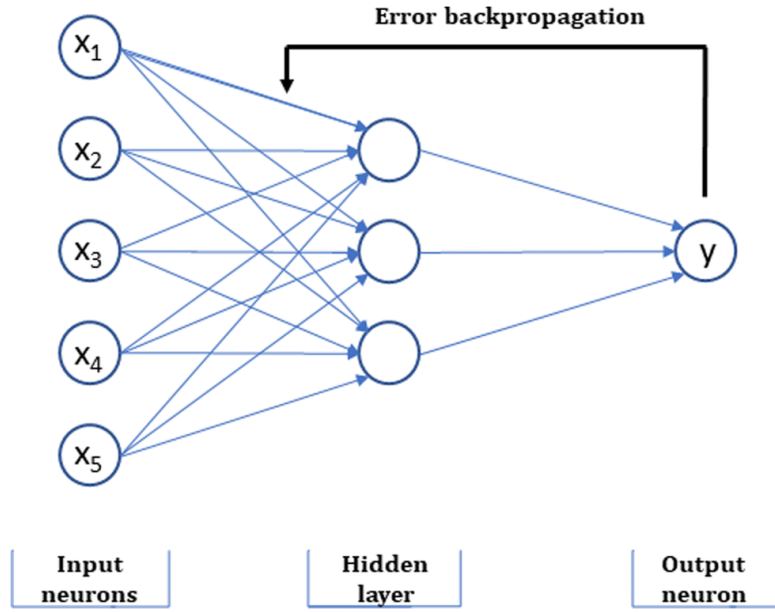 Error backpropagation
x1
x2
x3
x4
x5
y
Input
neurons
Hidden
layer
Output
neuron